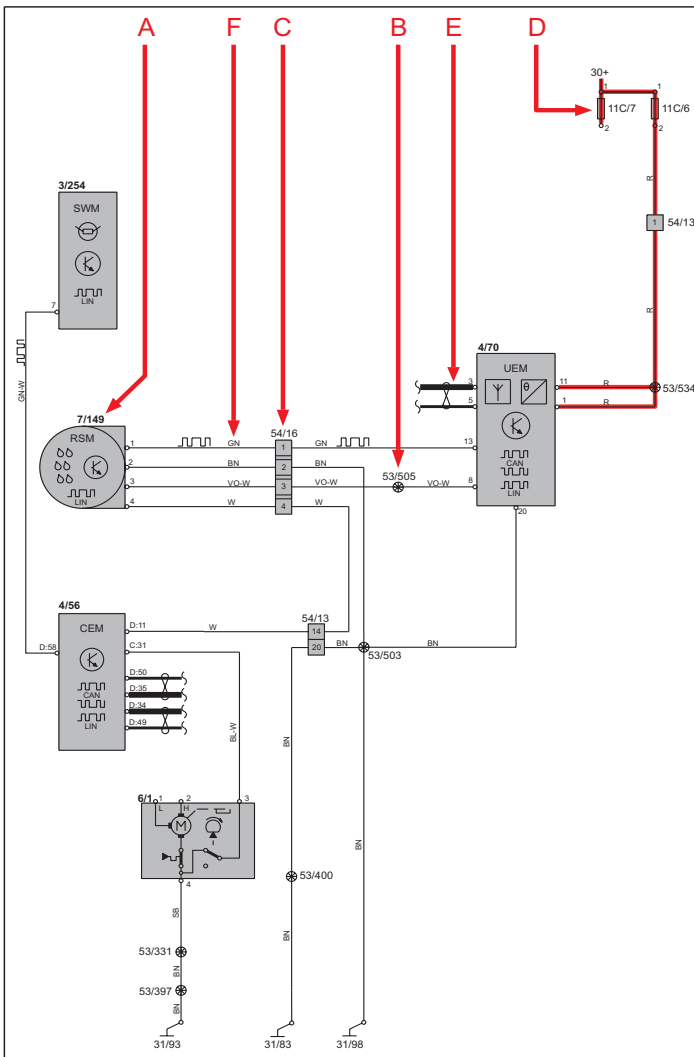 A F C B E D
30+
1 1
11C/7 11C/6
2 2
R
3/254
SWM
LIN
7
1 54/13
R
GN-W
4/70
UEM
3 11 R 53/534
5 1 R
7/149
RSM
LIN
54/16
1 GN 1 GN 13
2 BN 2 BN
53/505
3 VO-W 3 VO-W VO-W 8
4 W 4 W
CAN
LIN
20
4/56
CEM
D:58
D:11 W 54/13 14
C:31 20 BN BN
53/503
D:50
D:35
CAN
D:34
LIN
D:49
BL-W
BN
6/1
1 2 3
L H
M
4
BN
53/400
SB
53/331
BN
BN
53/397
BN
31/93 31/83 31/98